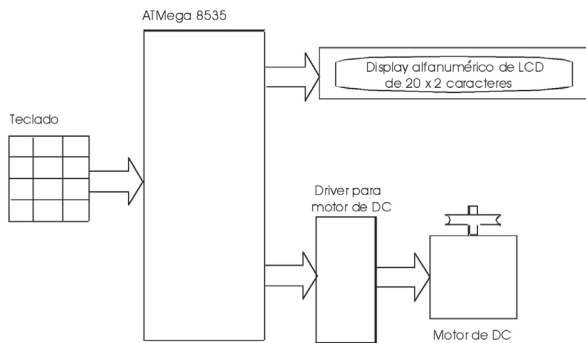 ATMega 8535
Display alfanumérico de LCD
de 20 x 2 caracteres
Teclado
Driver para
motor de DC
Motor de DC